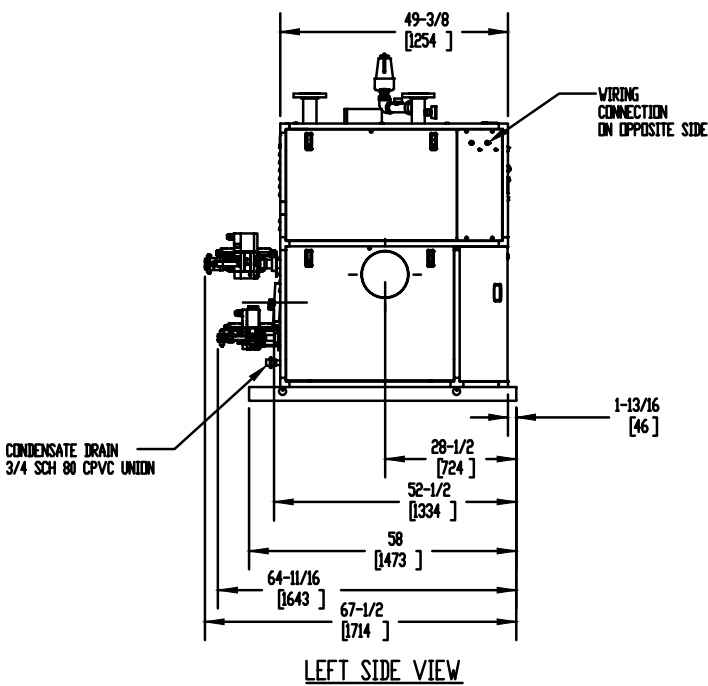 49-3/8
[1254 ]
WIRING
CONNECTION
ON OPPOSITE SIDE
1-13/16
[46 ]
28-1/2
[724 ]
CONDENSATE DRAIN
3/4 SCH 80 CPVC UNION
52-1/2
[1334 ]
58
[1473 ]
64-11/16
[1643 ]
67-1/2
[1714 ]
LEFT SIDE VIEW